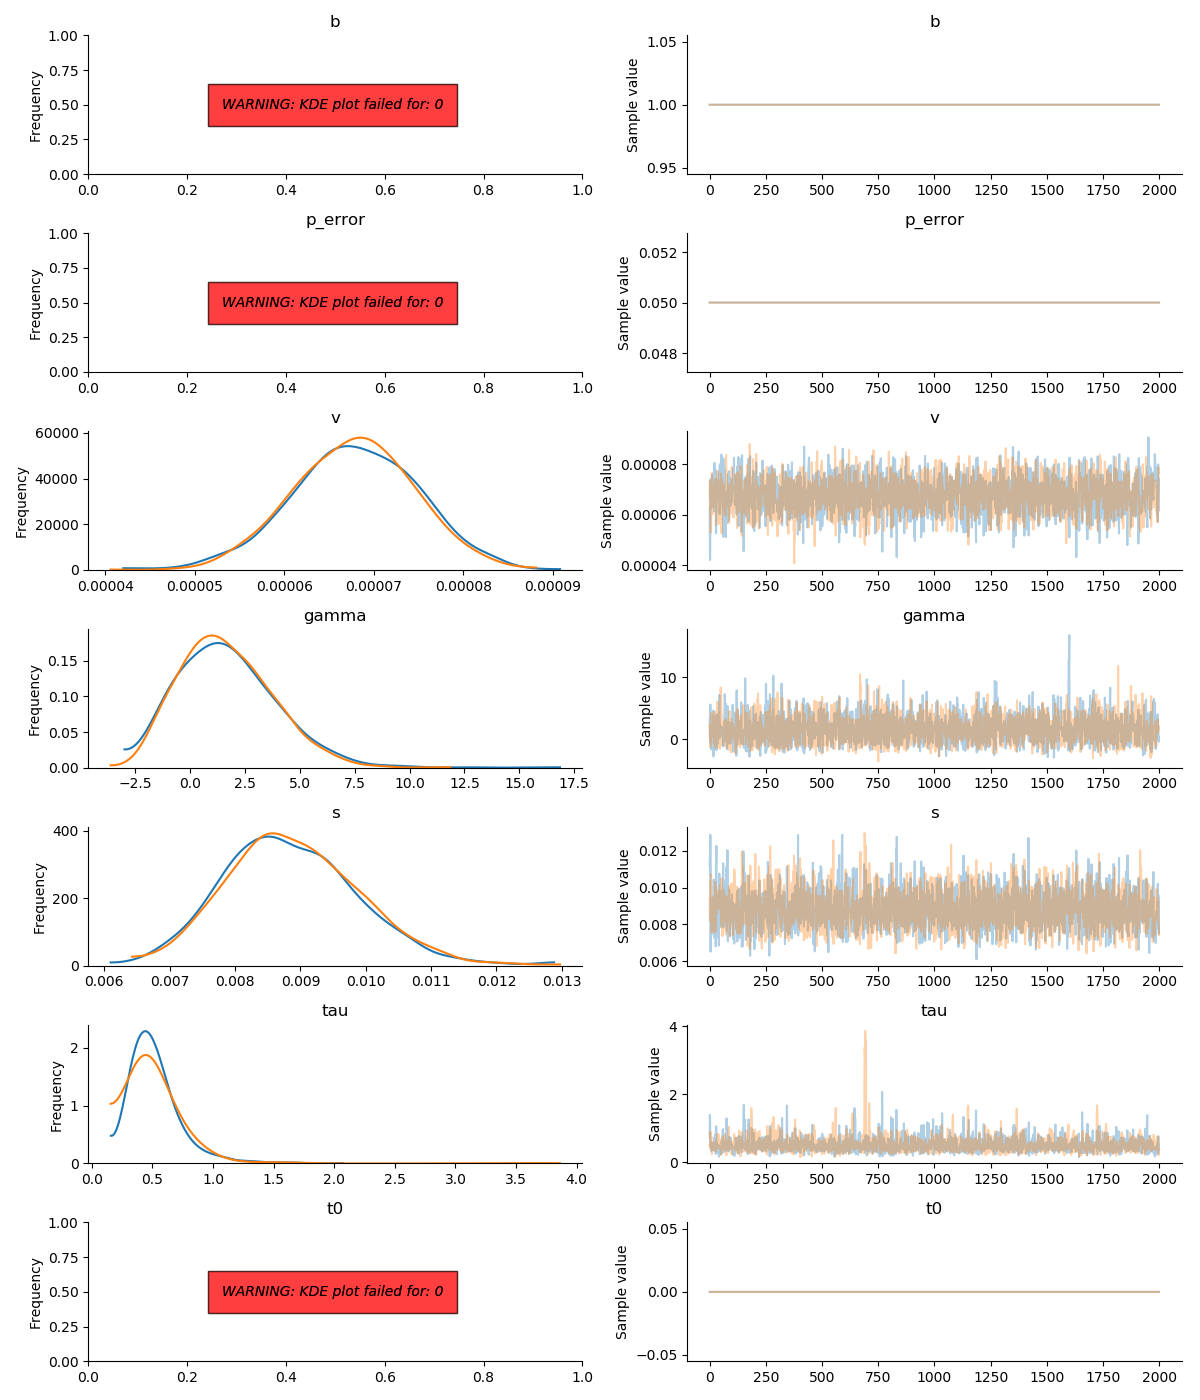 b
Frequency
1.00
0.75
0.50
0.25
0.00
WARNING: KDE plot failed for: 0
0.0 0.2 0.4 0.6 0.8 1.0
b
Sample value
1.05
1.00
0.95
0 250 500 750 1000 1250 1500 1750 2000
p_error
Frequency
1.00
0.75
0.50
0.25
0.00
WARNING: KDE plot failed for: 0
0.0 0.2 0.4 0.6 0.8 1.0
p_error
Sample value
0.052
0.050
0.048
0 250 500 750 1000 1250 1500 1750 2000
v
Frequency
60000
40000
20000
0
0.00004 0.00005 0.00006 0.00007 0.00008 0.00009
v
Sample value
0.00008
0.00006
0.00004
0 250 500 750 1000 1250 1500 1750 2000
gamma
Frequency
0.15
0.10
0.05
0.00
−2.5 0.0 2.5 5.0 7.5 10.0 12.5 15.0 17.5
gamma
Sample value
10
0
0 250 500 750 1000 1250 1500 1750 2000
s
Frequency
400
200
0
0.006 0.007 0.008 0.009 0.010 0.011 0.012 0.013
s
Sample value
0.012
0.010
0.008
0.006
0 250 500 750 1000 1250 1500 1750 2000
tau
Frequency
2
1
0
0.0 0.5 1.0 1.5 2.0 2.5 3.0 3.5 4.0
tau
Sample value
4
2
0
0 250 500 750 1000 1250 1500 1750 2000
t0
Frequency
1.00
0.75
0.50
0.25
0.00
WARNING: KDE plot failed for: 0
0.0 0.2 0.4 0.6 0.8 1.0
t0
Sample value
0.05
0.00
−0.05
0 250 500 750 1000 1250 1500 1750 2000